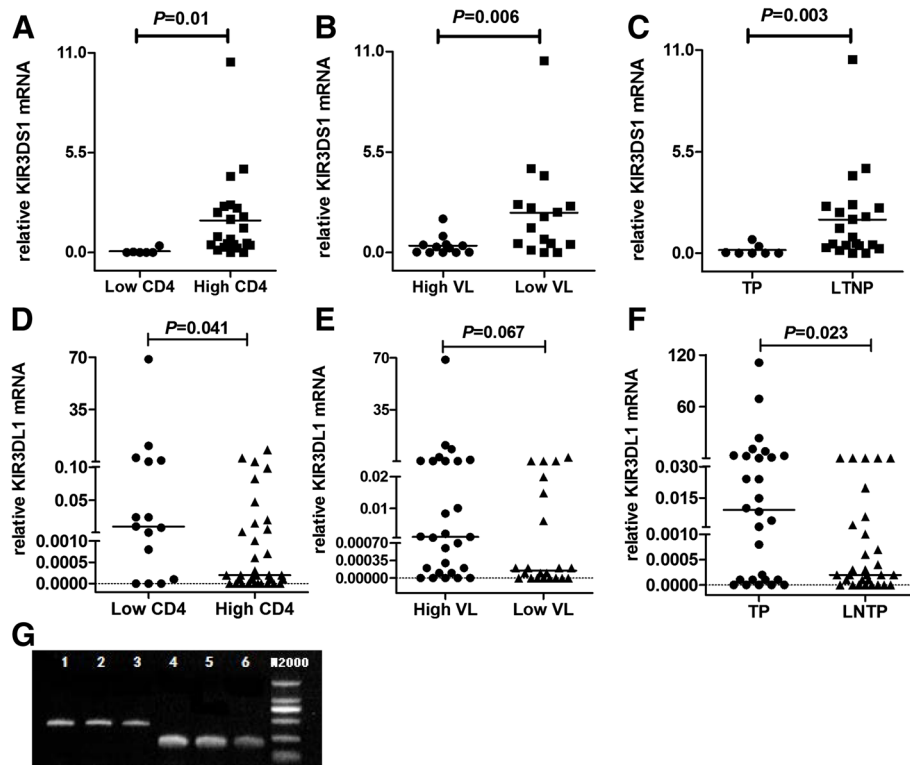 A
P=0.01
relative KIR3DS1 mRNA
11.0
5.5
0.0
Low CD4 High CD4
B
P=0.006
relative KIR3DS1 mRNA
11.0
5.5
0.0
High VL Low VL
C
P=0.003
relative KIR3DS1 mRNA
11.0
5.5
0.0
TP LTNP
D
P=0.041
relative KIR3DL1 mRNA
70
35
0.10
0.05
0.0010
0.0005
0.0000
Low CD4 High CD4
E
P=0.067
relative KIR3DL1 mRNA
70
35
0.02
0.01
0.00070
0.00035
0.00000
High VL Low VL
F
P=0.023
relative KIR3DL1 mRNA
120
60
0.030
0.015
0.0010
0.0005
0.0000
TP LNTP
G
1 2 3 4 5 6 M2000